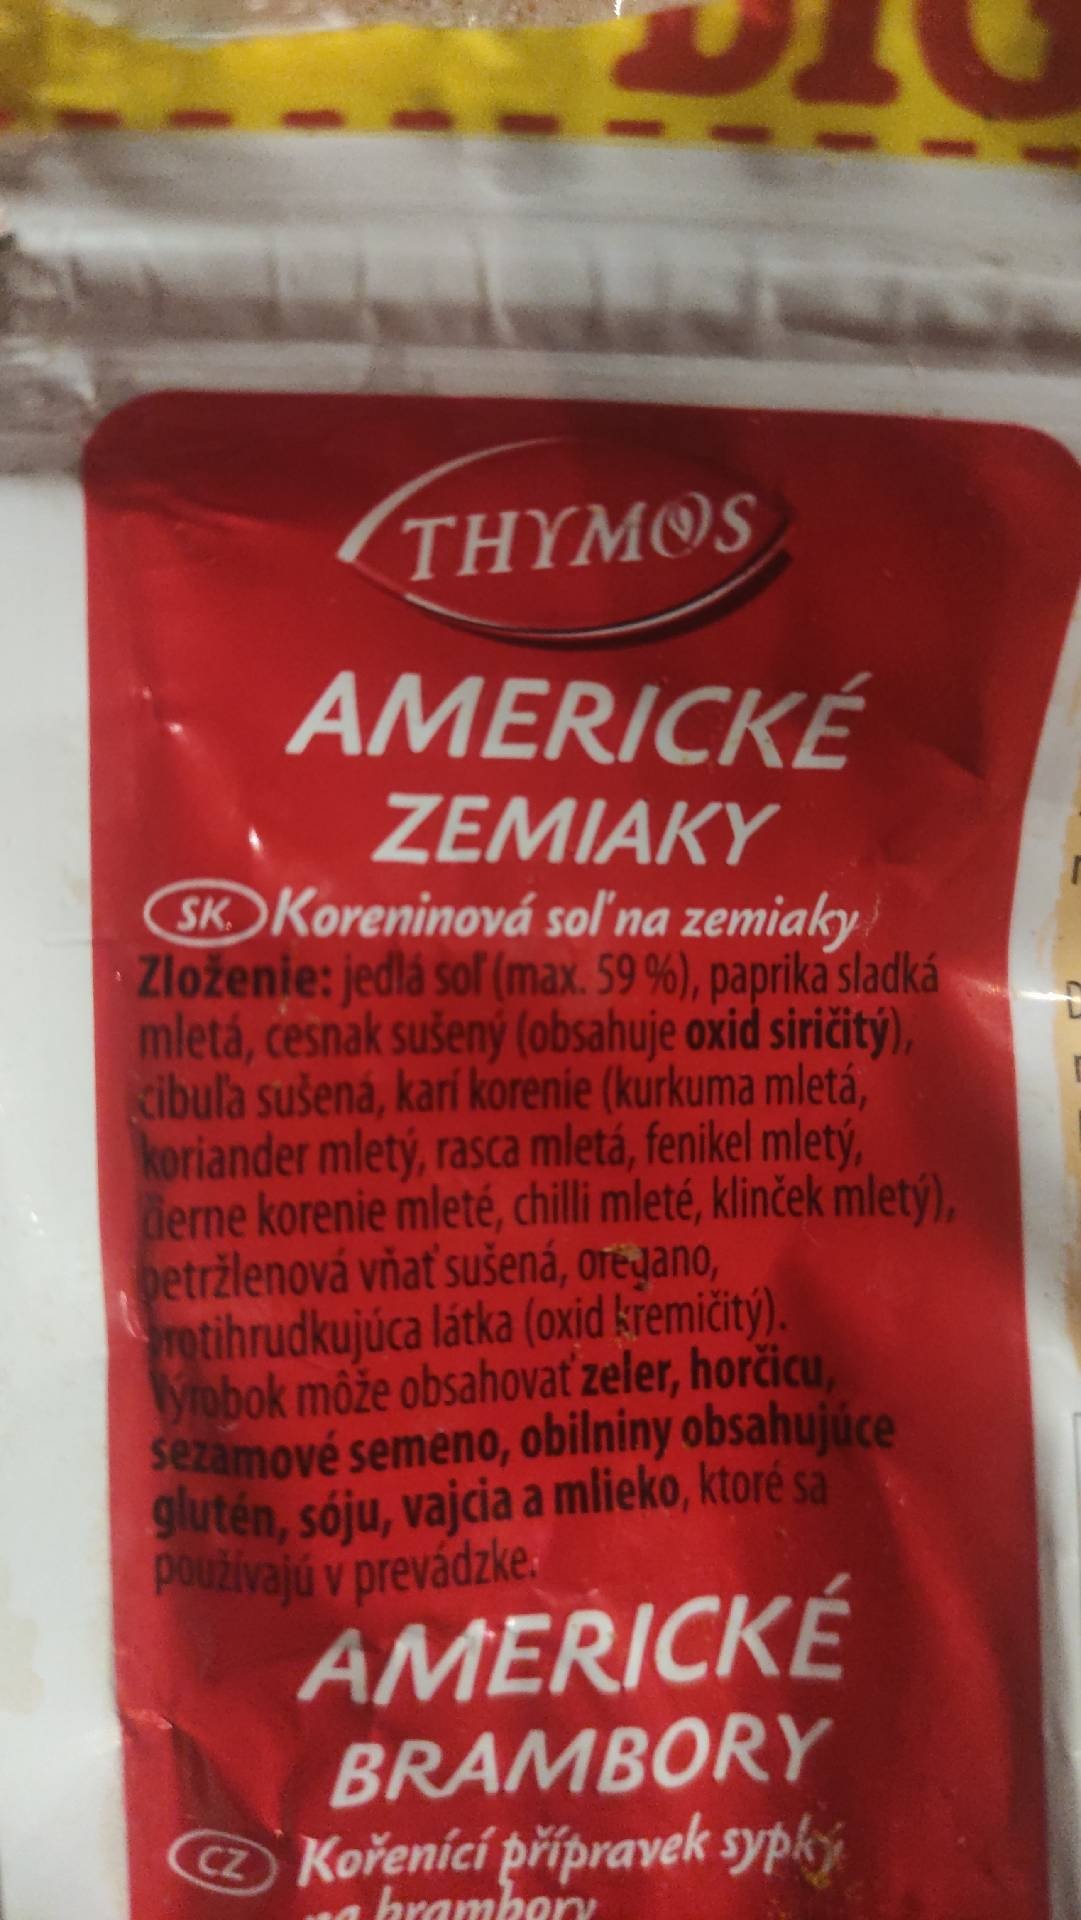 BIG
THYMOS
AMERICKÉ
ZEMIAKY
SK Koreninová soľ na zemiaky
Zloženie: jedlá soľ (max. 59 %), paprika sladká
mletá, cesnak sušený (obsahuje oxid siričitý),
cibuľa sušená, karí korenie (kurkuma mletá,
koriander mletý, rasca mletá, fenikel mletý,
čierne korenie mleté, chilli mleté, klinček mletý),
petržlenová vňať sušená, oregano,
protihrudkujúca látka (oxid kremičitý).
Výrobok môže obsahovať zeler, horčicu,
sezamové semeno, obilniny obsahujúce
glutén, sóju, vajcia a mlieko, ktoré sa
používajú v prevádzke.
AMERICKÉ
BRAMBORY
CZ Kořenící přípravek sypký
na brambory